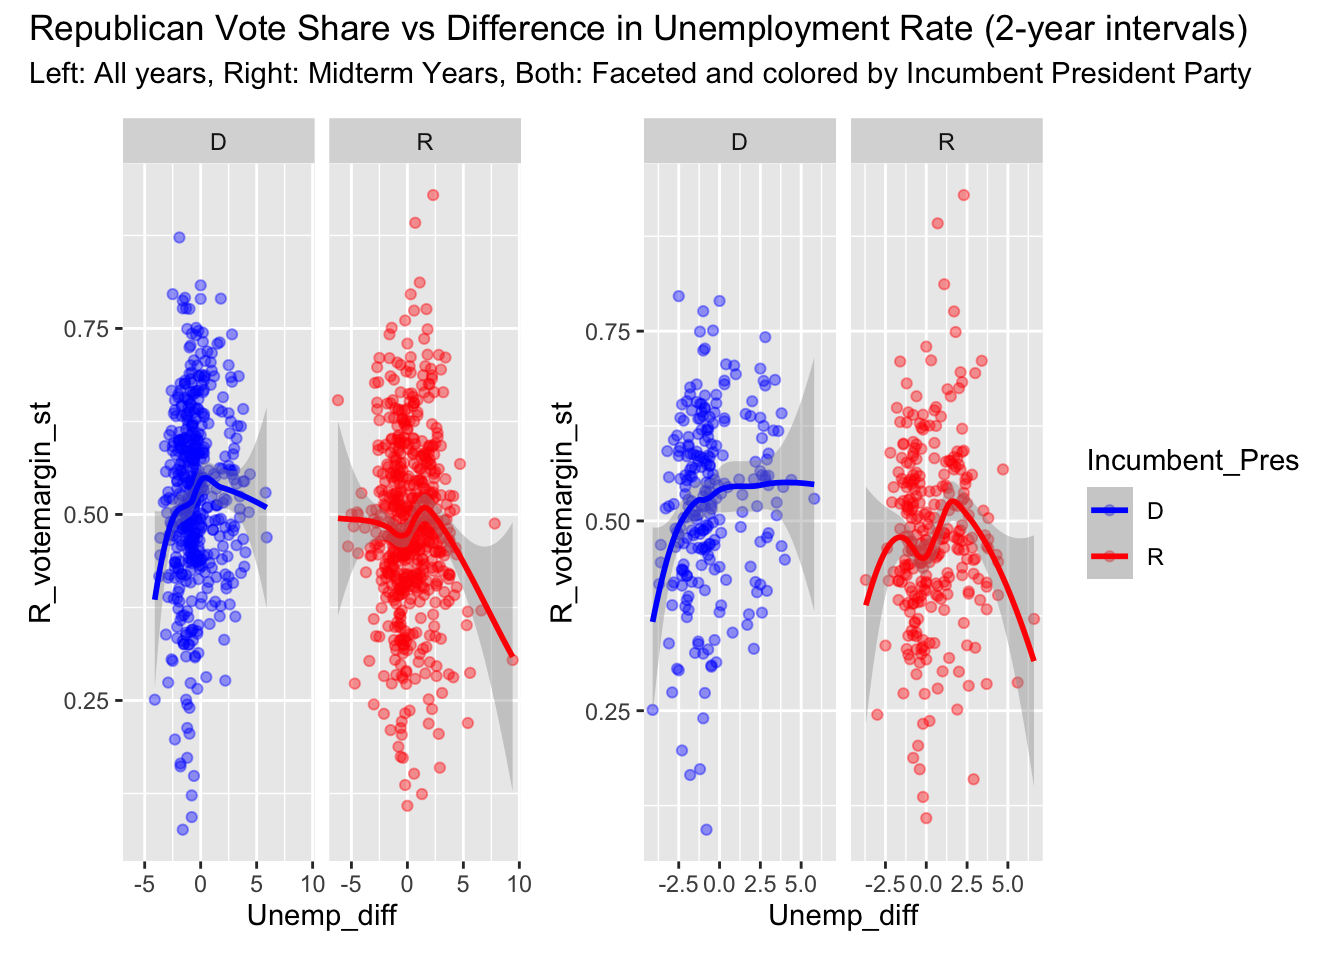 Republican Vote Share vs Difference in Unemployment Rate (2-year intervals)
Left: All years, Right: Midterm Years, Both: Faceted and colored by Incumbent President Party
D
R
R_votemargin_st
0.75
0.50
0.25
-5 0 5 10
-5 0 5 10
Unemp_diff
D
R
R_votemargin_st
0.75
0.50
0.25
-2.5 0.0 2.5 5.0
-2.5 0.0 2.5 5.0
Unemp_diff
Incumbent_Pres
D
R